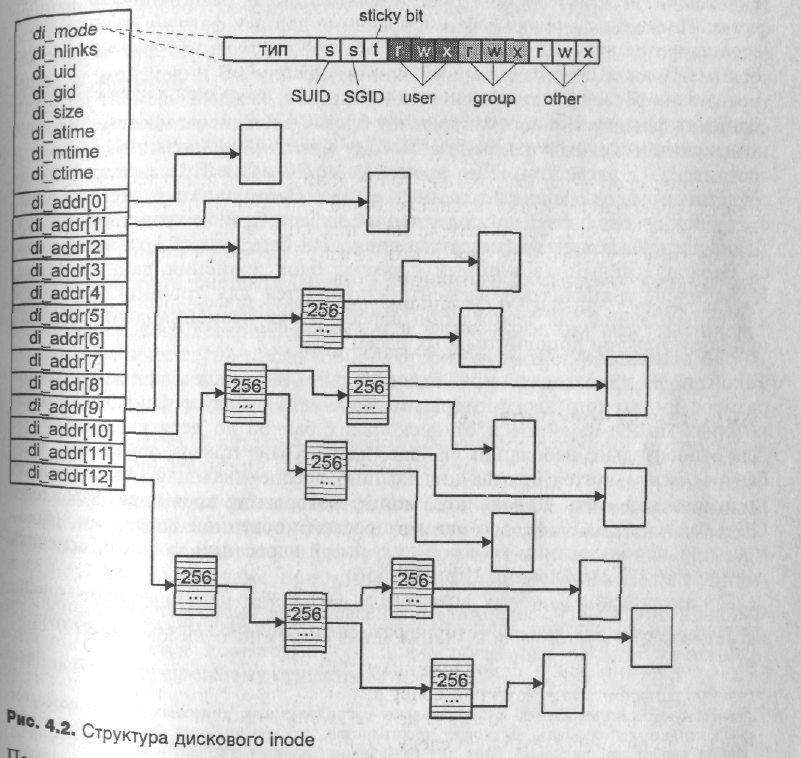 sticky bit
di_mode
ТИП s s t r w x r w x r w x
di_nlinks
di_uid
SUID SGID user group other
di_gid
di_size
di_atime
di_mtime
di_ctime
di_addr[0]
di_addr[1]
di_addr[2]
di_addr[3]
di_addr[4]
di_addr[5]
di_addr[6]
di_addr[7]
di_addr[8]
di_addr[9]
di_addr[10]
di_addr[11]
di_addr[12]
256
...
256
...
256
...
256
...
256
...
256
...
256
...
256
...
Рис. 4.2. Структура дискового inode